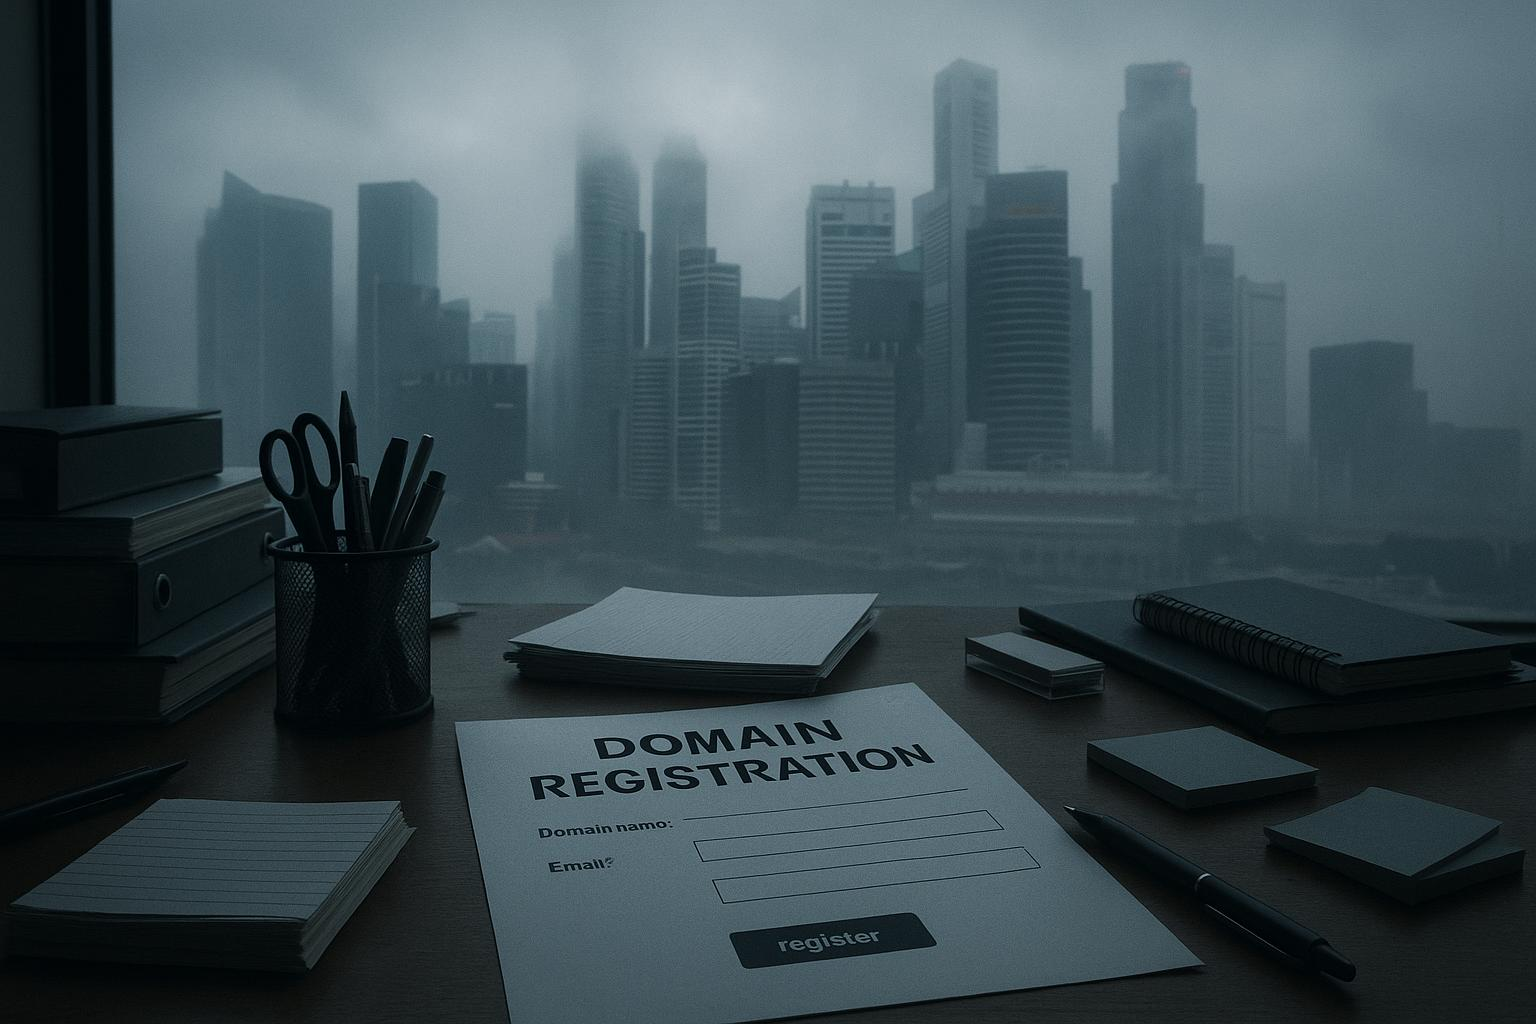 DOMAIN
REGISTRATION
Domain namo:
Email?
register